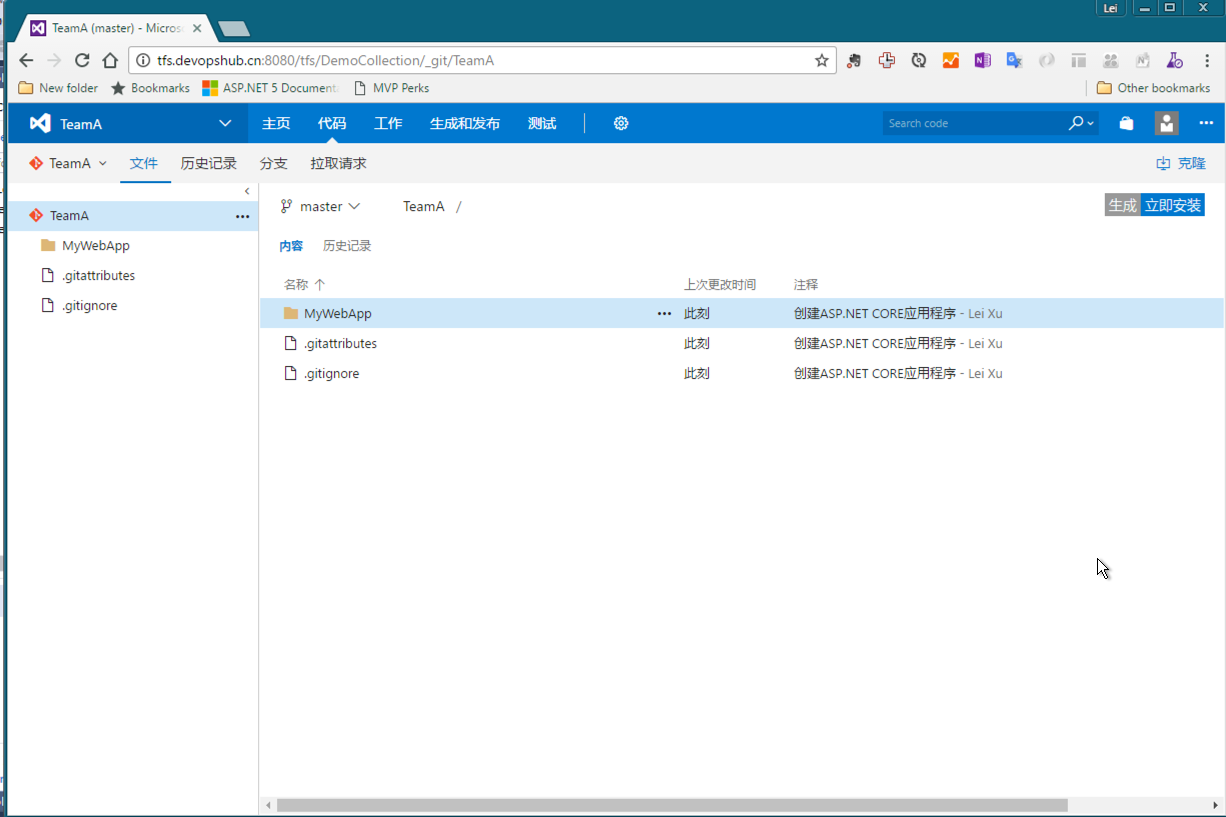 Lei
TeamA (master) - Micros
tfs.devopshub.cn:8080/tfs/DemoCollection/_git/TeamA
New folder Bookmarks ASP.NET 5 Document MVP Perks Other bookmarks
TeamA 主页 代码 工作 生成和发布 测试 Search code
TeamA 文件 历史记录 分支 拉取请求 克隆
TeamA
MyWebApp
.gitattributes
.gitignore
master TeamA / 生成 立即安装
内容 历史记录
名称 ↑ 上次更改时间 注释
MyWebApp 此刻 创建ASP.NET CORE应用程序 - Lei Xu
.gitattributes 此刻 创建ASP.NET CORE应用程序 - Lei Xu
.gitignore 此刻 创建ASP.NET CORE应用程序 - Lei Xu